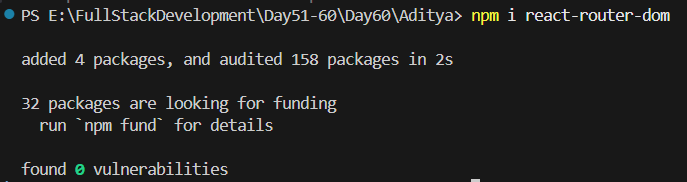 PS E:\FullStackDevelopment\Day51-60\Day60\Aditya> npm i react-router-dom
added 4 packages, and audited 158 packages in 2s
32 packages are looking for funding
  run `npm fund` for details
found 0 vulnerabilities